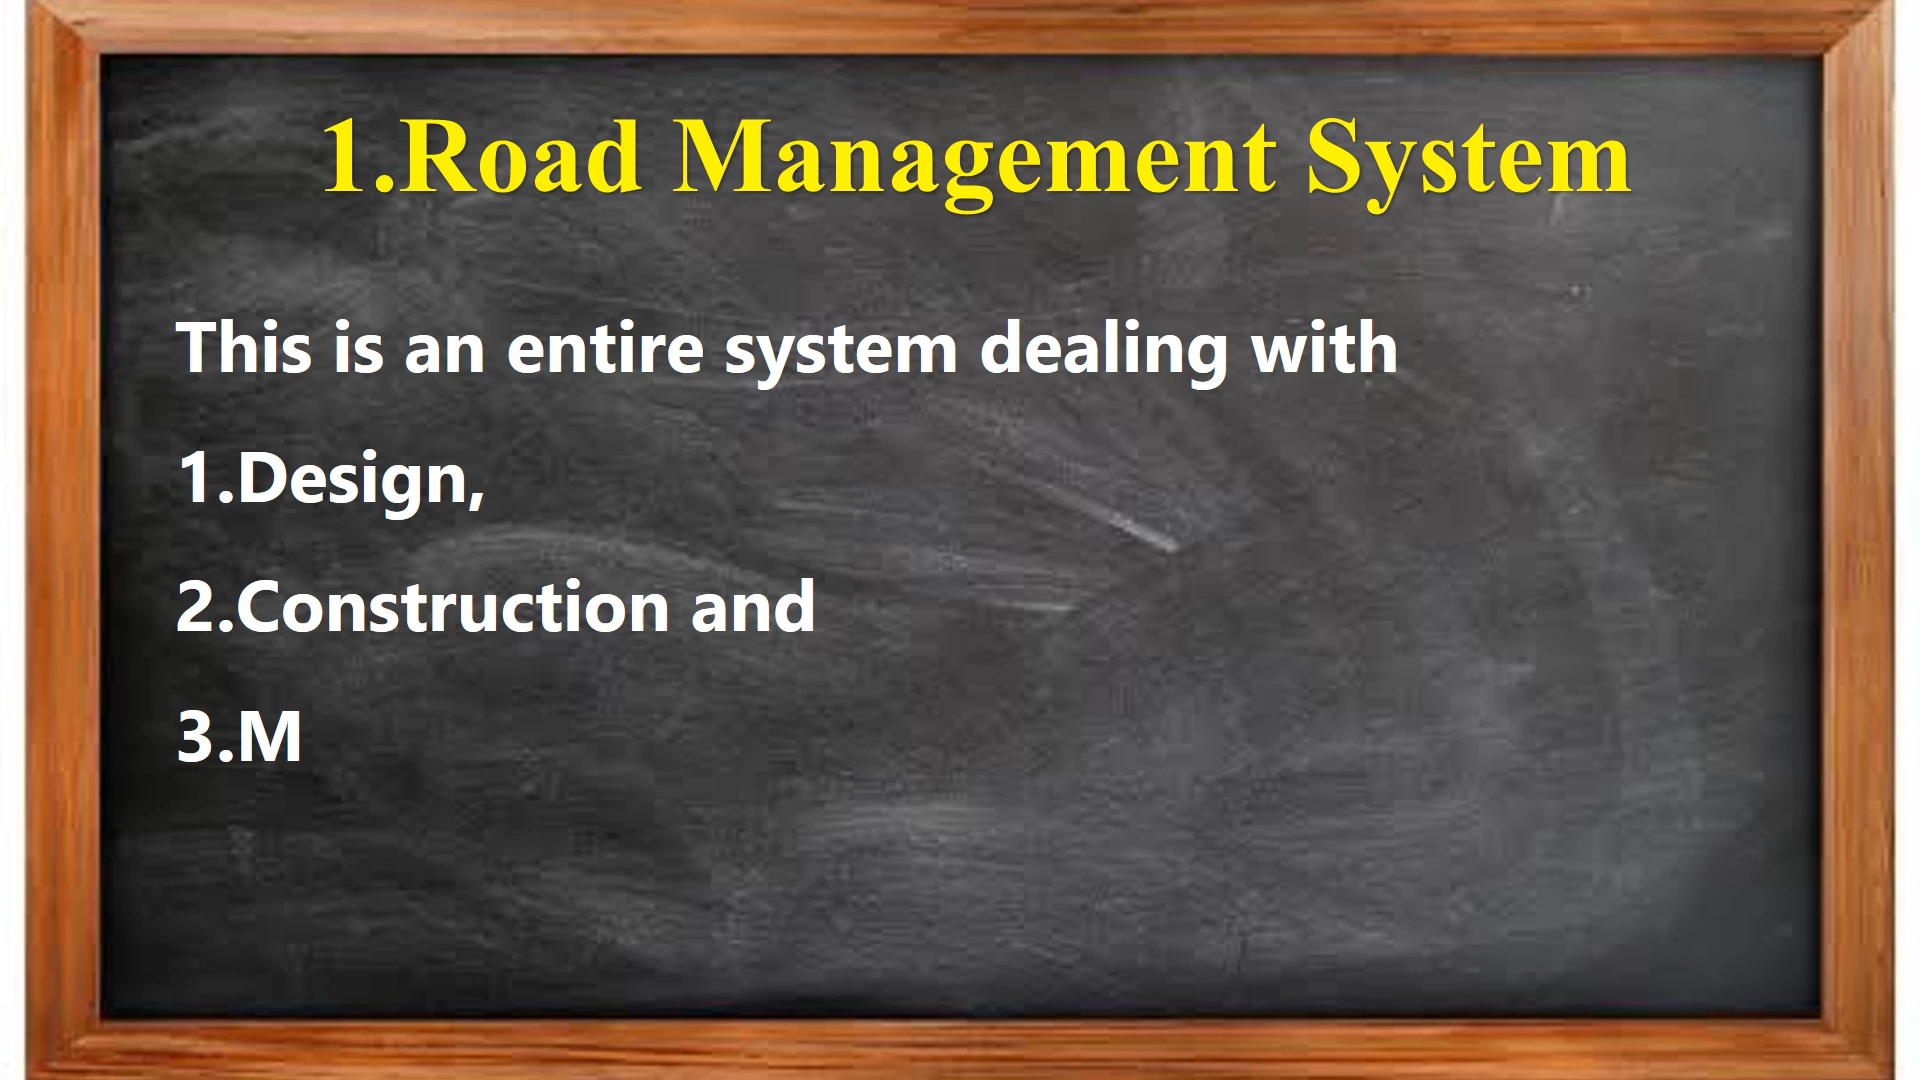 1.Road Management System
This is an entire system dealing with
1.Design,
2.Construction and
3.M